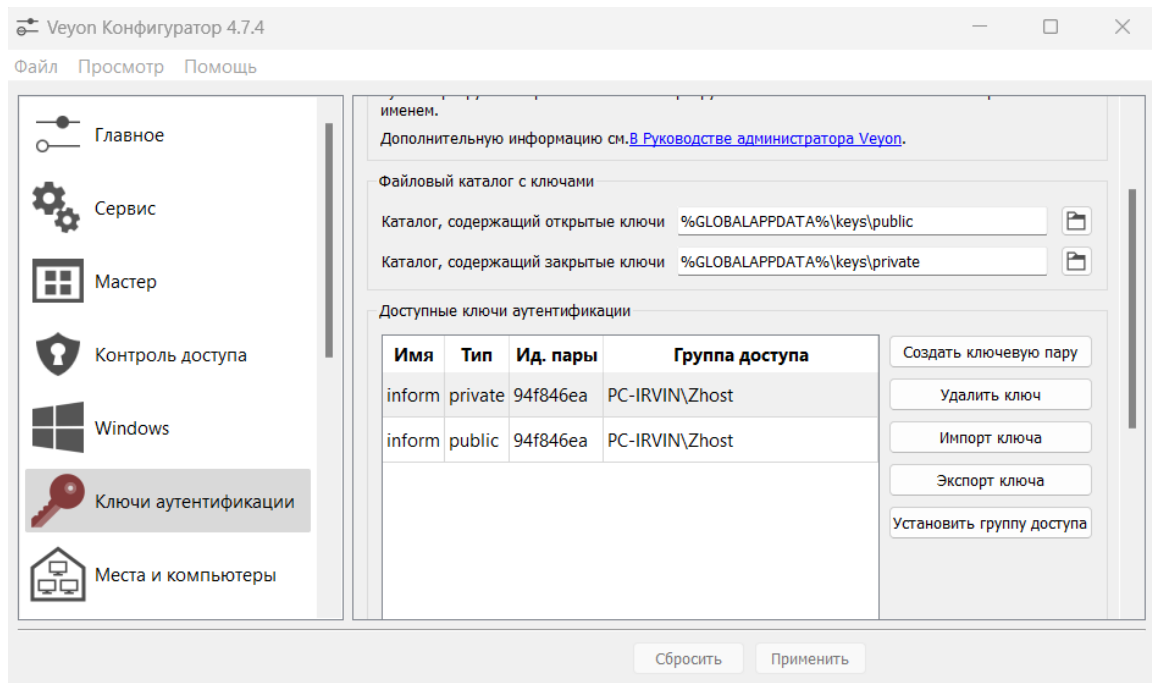 Veyon Конфигуратор 4.7.4
Файл Просмотр Помощь
Главное
Сервис
Мастер
Контроль доступа
Windows
Ключи аутентификации
Места и компьютеры
именем.
Дополнительную информацию см.В Руководстве администратора Veyon.
Файловый каталог с ключами
Каталог, содержащий открытые ключи %GLOBALAPPDATA%\keys\public
Каталог, содержащий закрытые ключи %GLOBALAPPDATA%\keys\private
Доступные ключи аутентификации
Имя Тип Ид. пары Группа доступа
inform private 94f846ea PC-IRVIN\Zhost
inform public 94f846ea PC-IRVIN\Zhost
Создать ключевую пару
Удалить ключ
Импорт ключа
Экспорт ключа
Установить группу доступа
Сбросить Применить